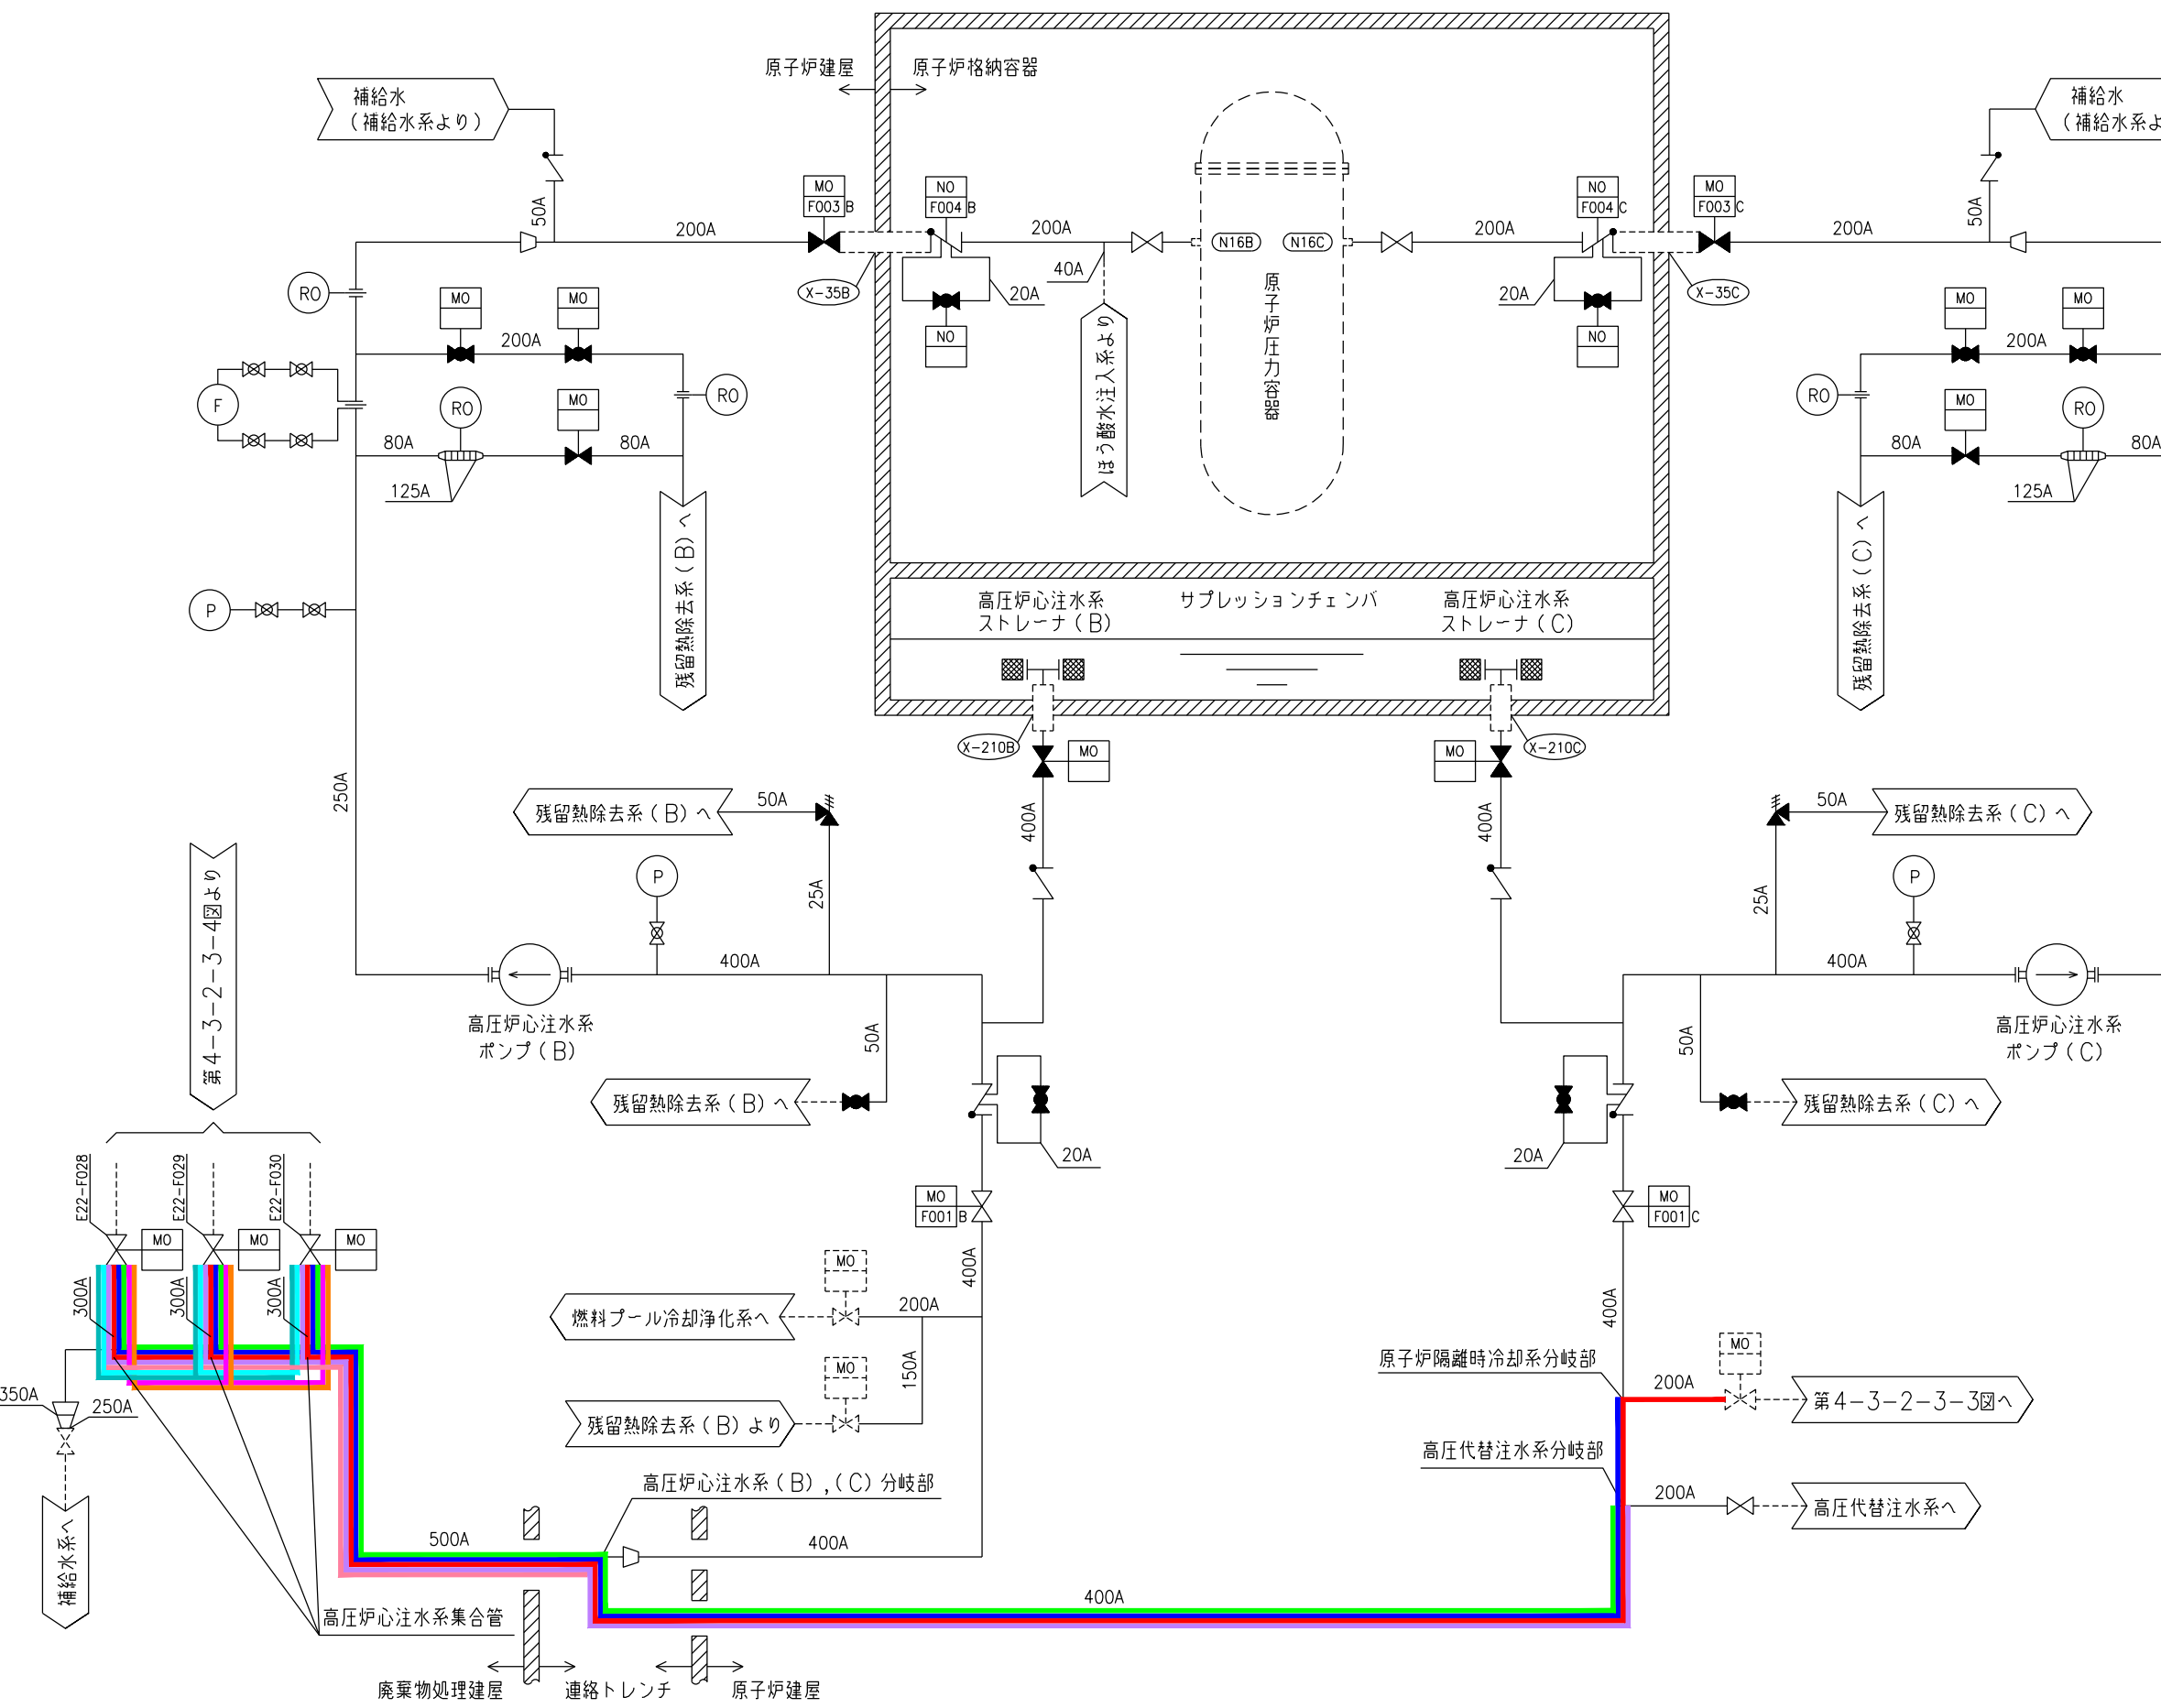 原子炉建屋
原子炉格納容器
補給水
(補給水系より)
補給水
(補給水系よ
50A
200A
MO
F003
B
NO
F004
B
200A
N16B
N16C
200A
NO
F004
C
MO
F003
C
200A
50A
RO
X-35B
40A
20A
NO
原子炉圧力容器
20A
NO
X-35C
MO
MO
200A
RO
MO
MO
200A
F
RO
MO
80A
80A
125A
ほう酸水注入系より
RO
MO
RO
80A
80A
125A
残留熱除去系(B)へ
残留熱除去系(C)へ
P
高圧炉心注水系
ストレーナ(B)
サプレッションチェンバ
高圧炉心注水系
ストレーナ(C)
X-210B
MO
MO
X-210C
250A
残留熱除去系(B)へ
50A
400A
400A
50A
残留熱除去系(C)へ
第4-3-2-3-4図より
P
25A
25A
P
400A
400A
高圧炉心注水系
ポンプ(B)
50A
50A
高圧炉心注水系
ポンプ(C)
残留熱除去系(B)へ
残留熱除去系(C)へ
20A
20A
E22-F028
E22-F029
E22-F030
MO
MO
MO
MO
F001
B
MO
F001
C
300A
300A
300A
MO
400A
400A
燃料プール冷却浄化系へ
200A
MO
150A
原子炉隔離時冷却系分岐部
MO
200A
第4-3-2-3-3図へ
350A
250A
残留熱除去系(B)より
高圧代替注水系分岐部
高圧炉心注水系(B),(C)分岐部
200A
高圧代替注水系へ
補給水系へ
500A
400A
400A
高圧炉心注水系集合管
廃棄物処理建屋
連絡トレンチ
原子炉建屋